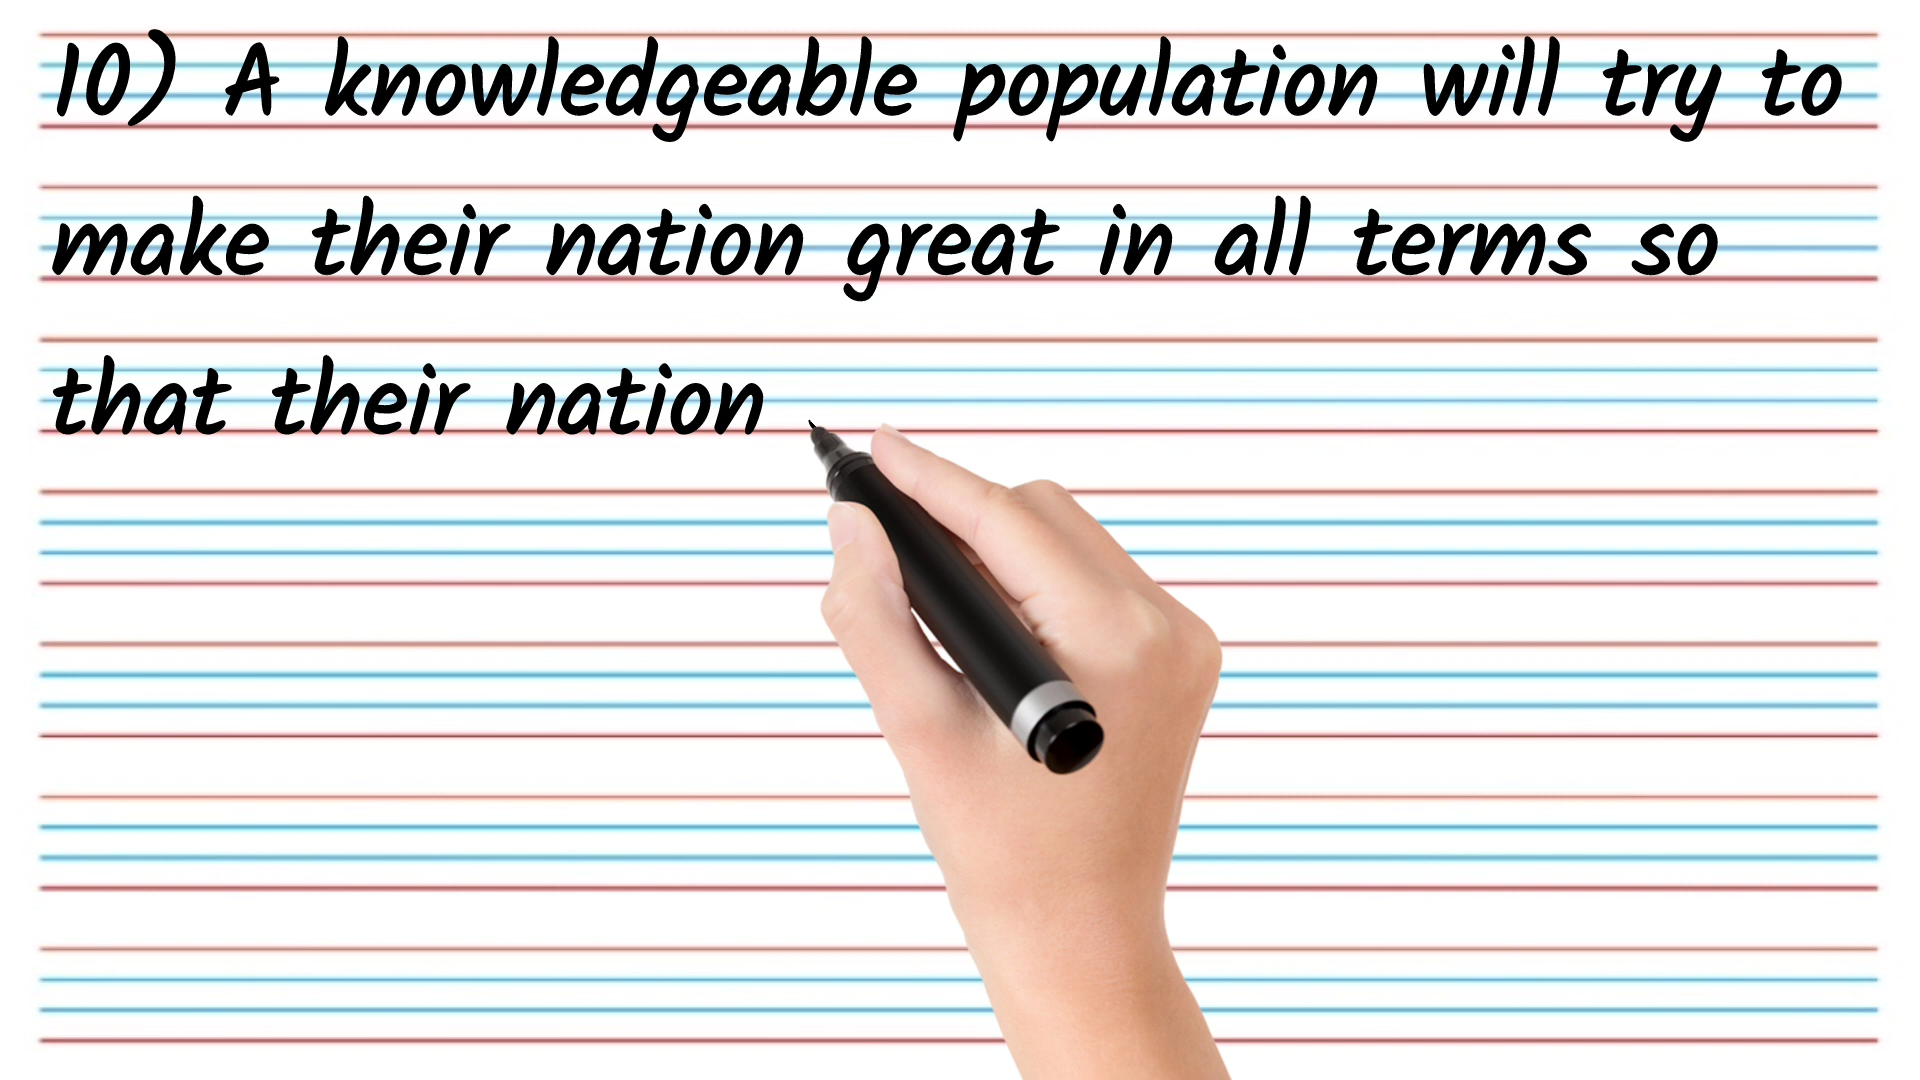 10) A knowledgeable population will try to
make their nation great in all terms so
that their nation